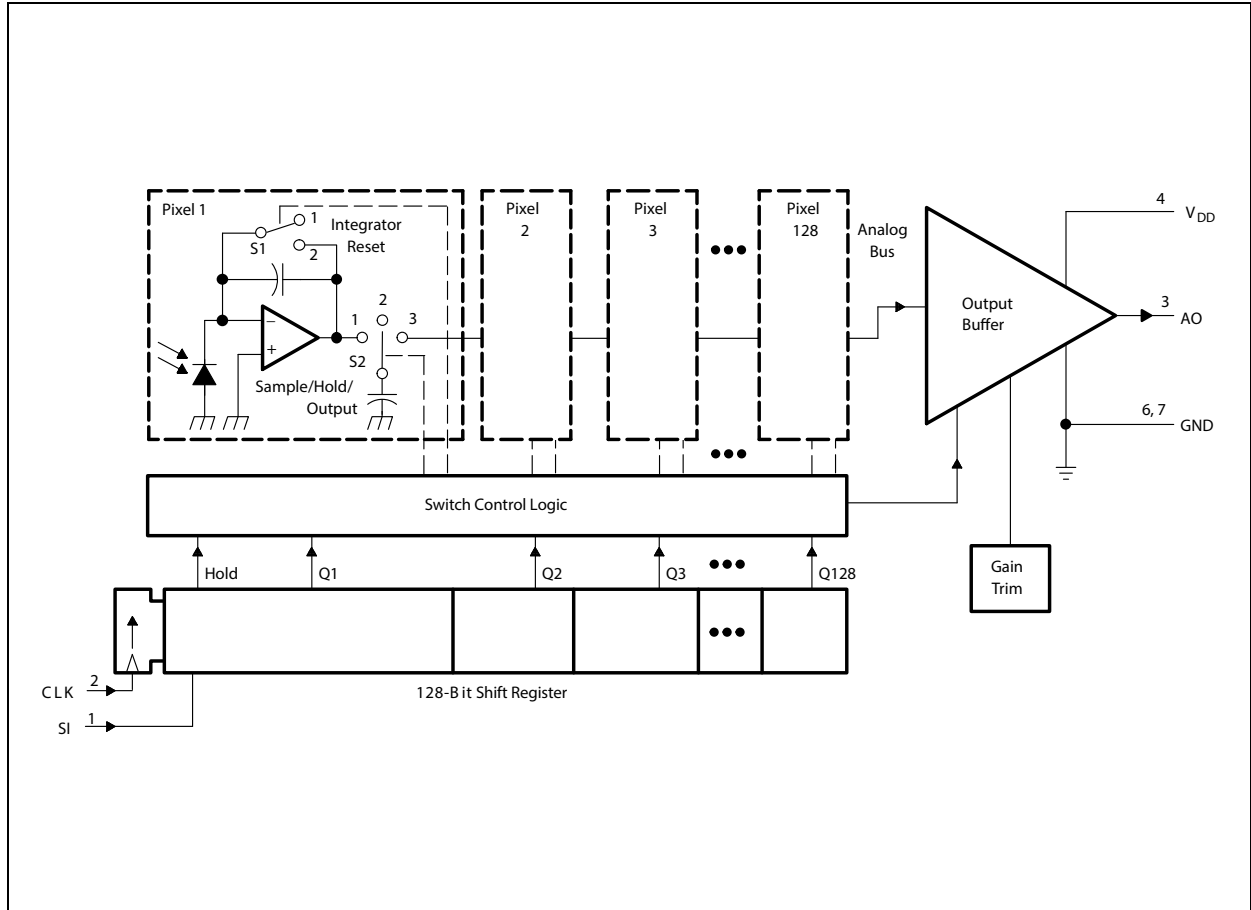 Pixel 1
1
Integrator
Reset
S1
2
2
1
3
S2
−
+
Sample/Hold/
Output
Pixel
2
Pixel
3
Pixel
128
Analog
Bus
Output
Buffer
4
VDD
3
AO
6, 7
GND
Switch Control Logic
Hold
Q1
Q2
Q3
Q128
Gain
Trim
CLK
2
128-B it Shift Register
SI
1